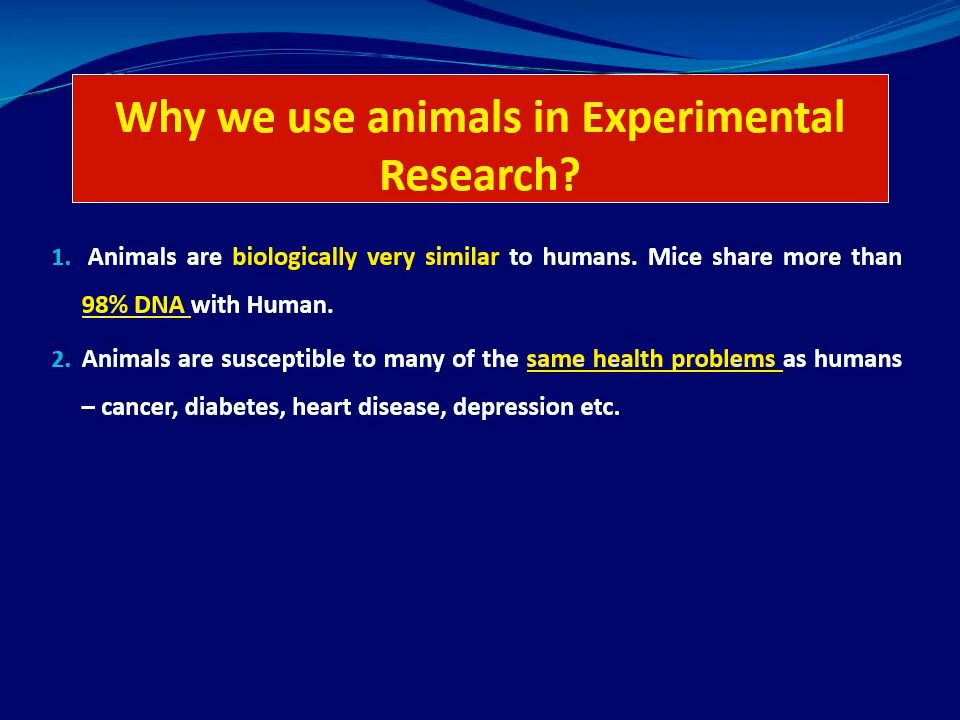 Why we use animals in Experimental
Research?
1. Animals are biologically very similar to humans. Mice share more than
98% DNA with Human.
2. Animals are susceptible to many of the same health problems as humans
– cancer, diabetes, heart disease, depression etc.